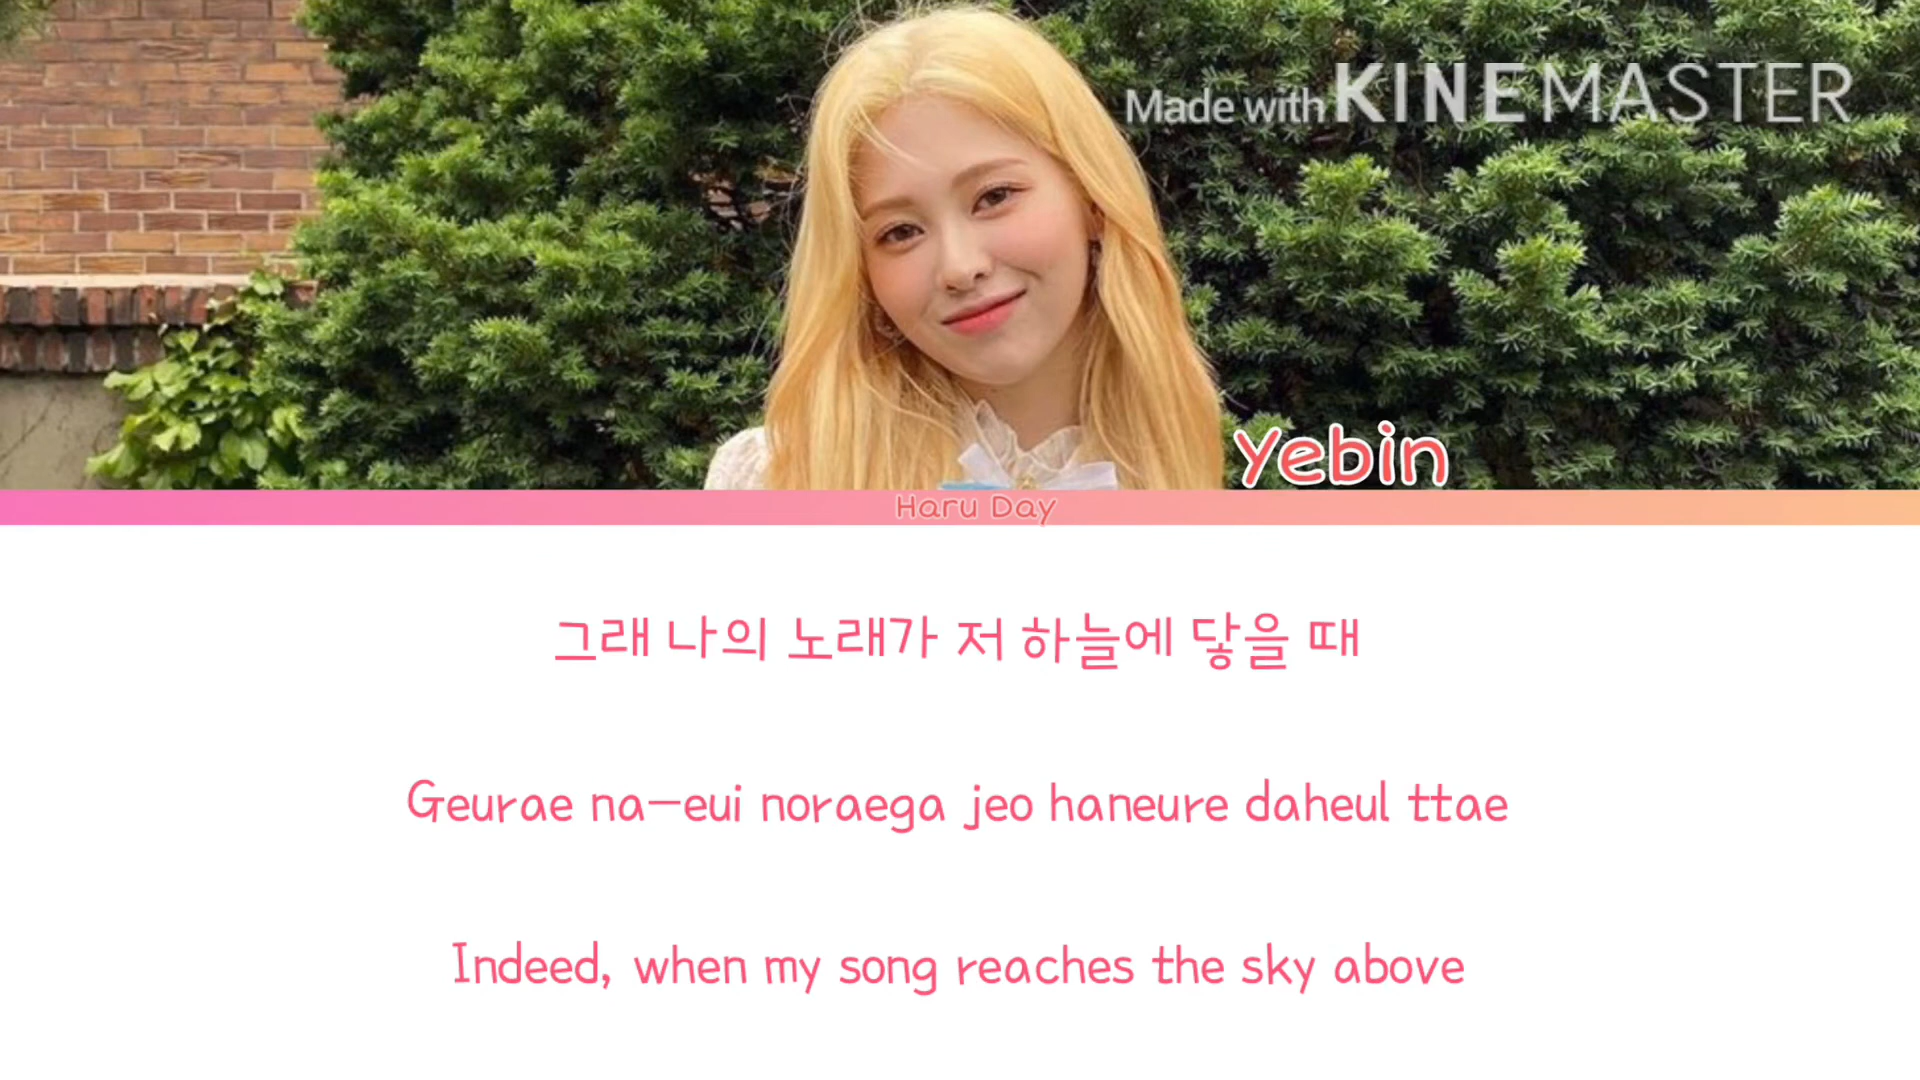 Made with KINEMASTER
Yebin
Haru Day
그래 나의 노래가 저 하늘에 닿을 때
Geurae na-eui noraega jeo haneure daheul ttae
Indeed, when my song reaches the sky above